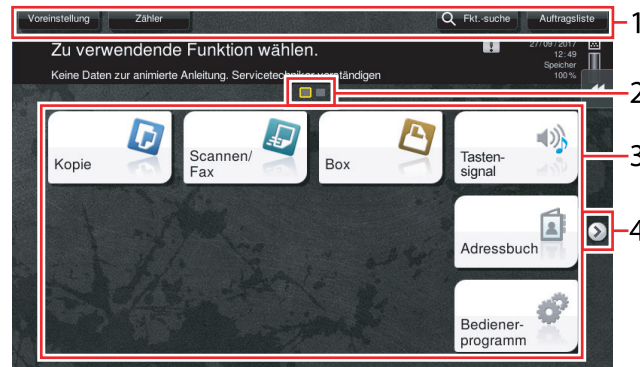 Voreinstellung Zähler Fkt.-suche Auftragsliste 1
Zu verwendende Funktion wählen.
27/09/2017
12:49
Speicher
100%
Keine Daten zur animierte Anleitung. Servicetechniker verständigen
2
Kopie
Scannen/
Fax
Box
Tasten-
signal
3
Adressbuch
4
Bediener-
programm